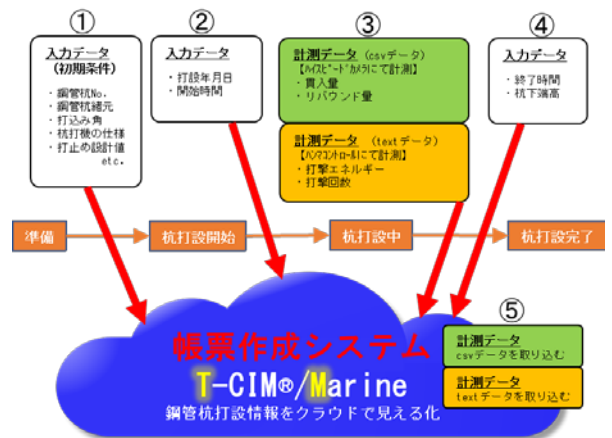 ①
入力データ
(初期条件)
・鋼管杭No.
・鋼管杭緒元
・打込み角
・杭打機の仕様
・打止め設計値
etc.
②
入力データ
・打設年月日
・開始時間
③
計測データ (csvデータ)
【ハイスピードカメラにて計測】
・貫入量
・リバウンド量
計測データ (textデータ)
【ハンマコントロールにて計測】
・打撃エネルギー
・打撃回数
④
入力データ
・終了時間
・杭下端高
準備
杭打設開始
杭打設中
杭打設完了
帳票作成システム
T-CIM®/Marine
鋼管杭打設情報をクラウドで見える化
⑤
計測データ
csvデータを取り込む
計測データ
textデータを取り込む